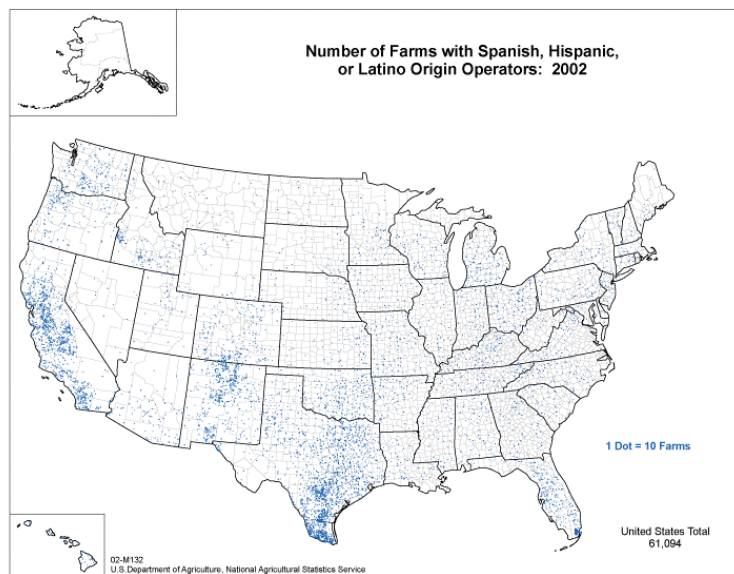 Number of Farms with Spanish, Hispanic,
or Latino Origin Operators: 2002
1 Dot = 10 Farms
United States Total
61,094
02-M132
U.S. Department of Agriculture, National Agricultural Statistics Service